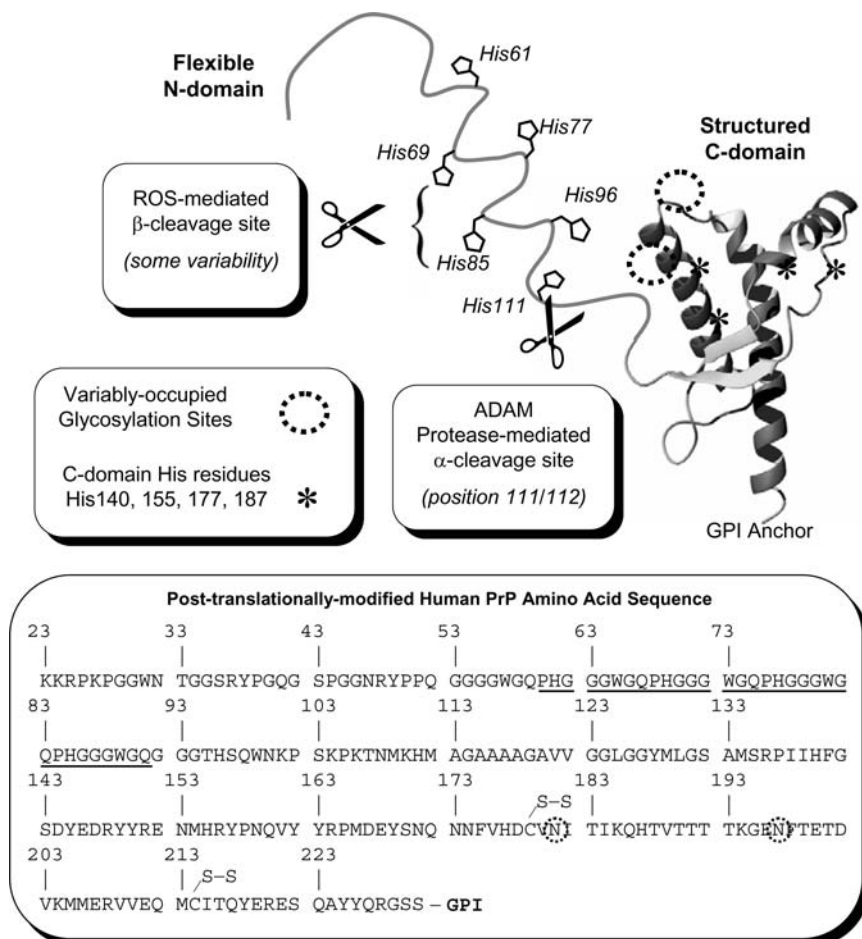 Flexible
N-domain
His61
His77
His69
Structured
C-domain
ROS-mediated
β-cleavage site
(some variability)
His96
His85
His111
Variably-occupied
Glycosylation Sites
C-domain His residues
His140, 155, 177, 187 *
ADAM
Protease-mediated
α-cleavage site
(position 111/112)
GPI Anchor
Post-translationally-modified Human PrP Amino Acid Sequence
23 33 43 53 63 73
KKRPKPGGWN TGGSRYPGQG SPGGNRYPPQ GGGGWGQPHG GGWGQPHGGG WGQPHGGGWG
83 93 103 113 123 133
QPHGGGWGQG GGTHSQWNKP SKPKTNMKHM AGAAAAGAVV GGLGGYMLGS AMSRPIIHFG
143 153 163 173 183 193
S–S
SDYEDRYYRE NMHRYPNQVY YRPMDEYSNQ NNFVHDCVNI TIKQHTVTTT TKGENFTETD
203 213 223
S–S
VKMMERVVEQ MCITQYERES QAYYQRGSS – GPI